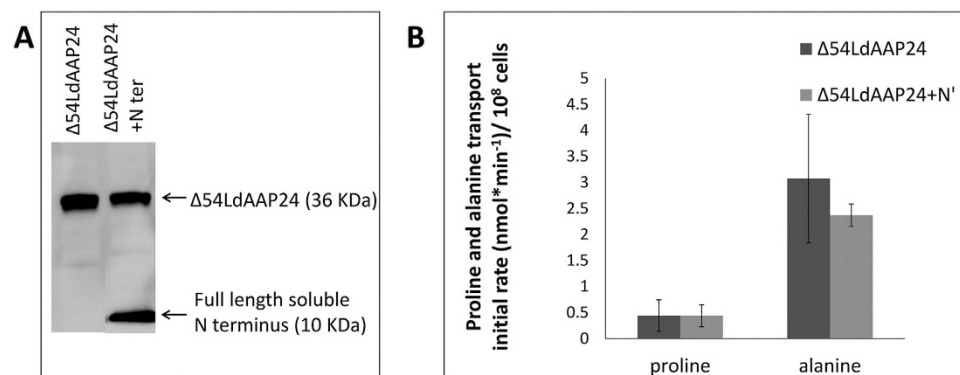 A
Δ54LdAAP24
Δ54LdAAP24
+N ter
Δ54LdAAP24 (36 KDa)
Full length soluble
N terminus (10 KDa)
B
Δ54LdAAP24
Δ54LdAAP24+N'
Proline and alanine transport
initial rate (nmol*min⁻¹)/ 10⁸ cells
5
4.5
4
3.5
3
2.5
2
1.5
1
0.5
0
proline
alanine